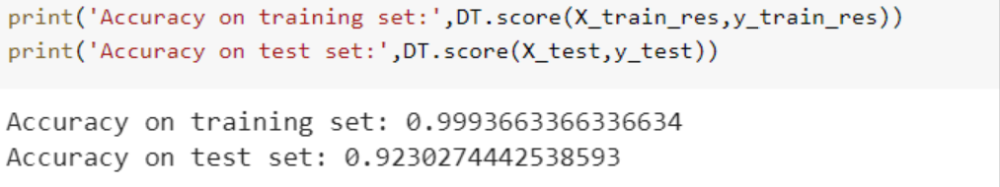 print('Accuracy on training set:',DT.score(X_train_res,y_train_res))
print('Accuracy on test set:',DT.score(X_test,y_test))
Accuracy on training set: 0.9993663366336634
Accuracy on test set: 0.9230274442538593